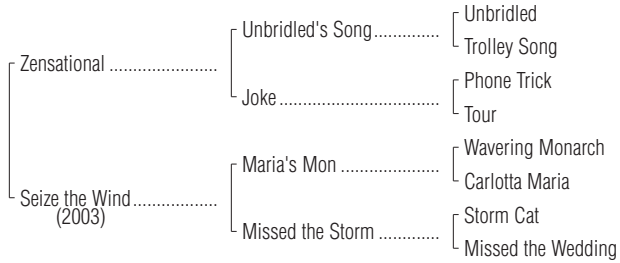 Unbridled
Unbridled's Song..............
Trolley Song
Zensational .......................
Phone Trick
Joke ..................................
Tour
Wavering Monarch
Maria's Mon .....................
Carlotta Maria
Seize the Wind..................
(2003)
Storm Cat
Missed the Storm ..............
Missed the Wedding